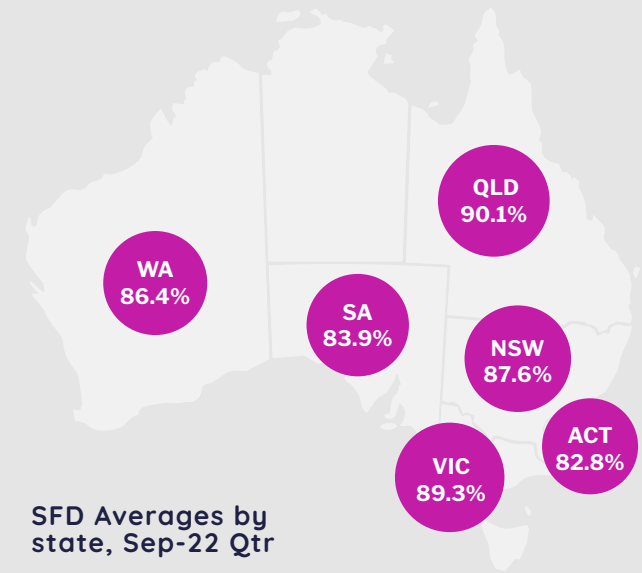 QLD
90.1%
WA
86.4%
SA
83.9%
NSW
87.6%
ACT
82.8%
VIC
89.3%
SFD Averages by
state, Sep-22 Qtr